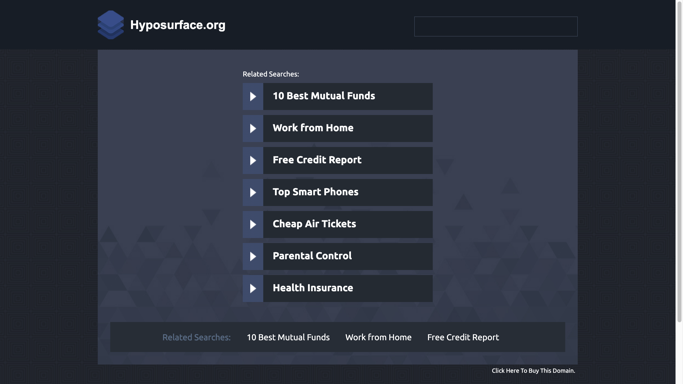 Hyposurface.org
Related Searches:
10 Best Mutual Funds
Work from Home
Free Credit Report
Top Smart Phones
Cheap Air Tickets
Parental Control
Health Insurance
Related Searches: 10 Best Mutual Funds Work from Home Free Credit Report
Click Here To Buy This Domain.